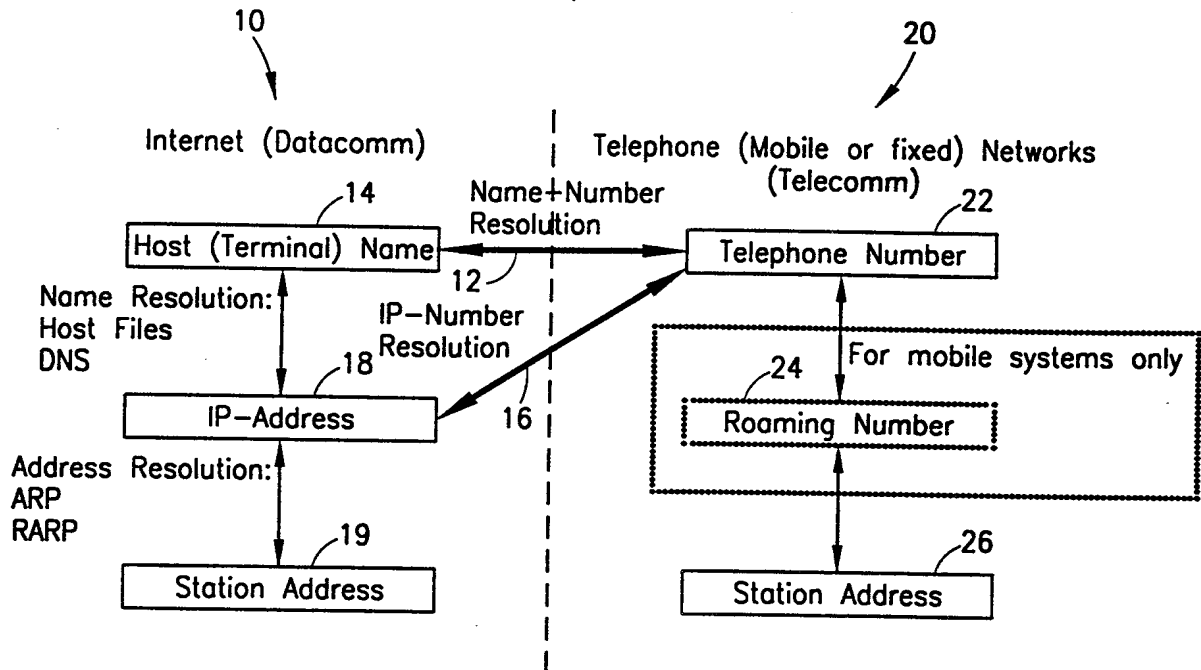 10
20
Internet (Datacomm)
Telephone (Mobile or fixed) Networks
(Telecomm)
Name-Number
Resolution
14
22
Host (Terminal) Name
Telephone Number
12
Name Resolution:
Host Files
DNS
IP-Number
Resolution
For mobile systems only
18
24
16
IP-Address
Roaming Number
Address Resolution:
ARP
RARP
19
26
Station Address
Station Address